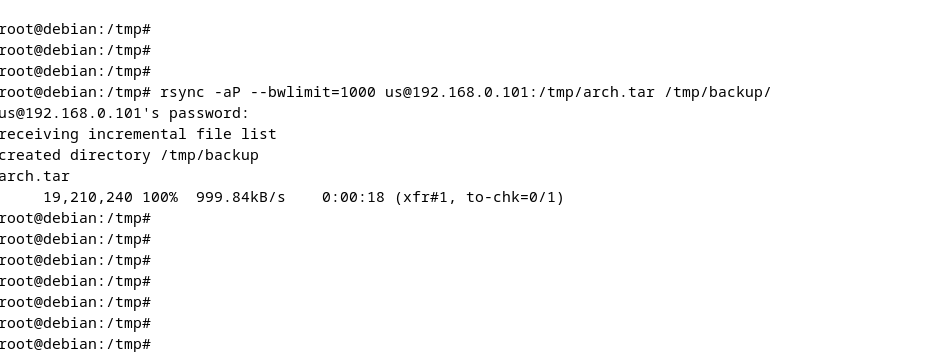 root@debian:/tmp#
root@debian:/tmp#
root@debian:/tmp#
root@debian:/tmp# rsync -aP --bwlimit=1000 us@192.168.0.101:/tmp/arch.tar /tmp/backup/
us@192.168.0.101's password:
receiving incremental file list
created directory /tmp/backup
arch.tar
     19,210,240 100%  999.84kB/s    0:00:18 (xfr#1, to-chk=0/1)
root@debian:/tmp#
root@debian:/tmp#
root@debian:/tmp#
root@debian:/tmp#
root@debian:/tmp#
root@debian:/tmp#
root@debian:/tmp#